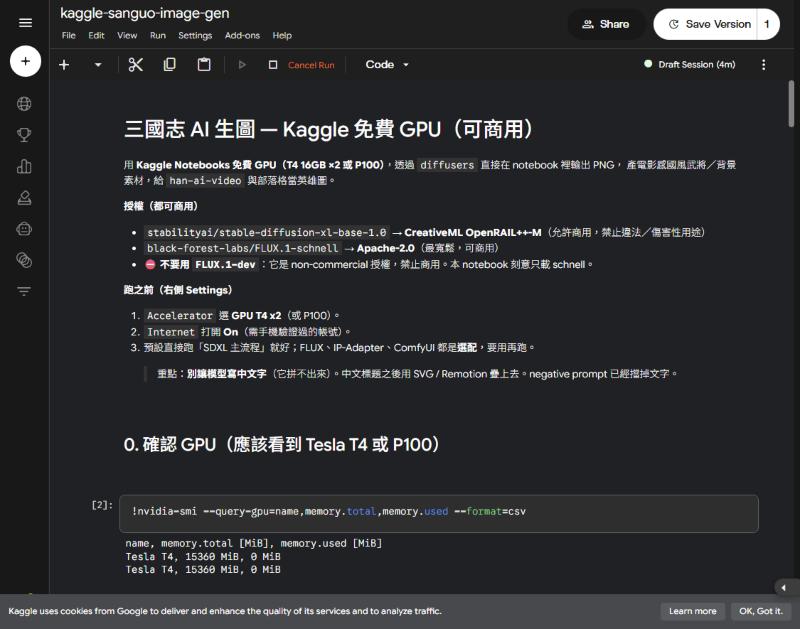 kaggle-sanguo-image-gen
File Edit View Run Settings Add-ons Help
Share
Save Version 1
Cancel Run
Code
Draft Session (4m)
三國志 AI 生圖 — Kaggle 免費 GPU（可商用）
用 Kaggle Notebooks 免費 GPU（T4 16GB ×2 或 P100），透過 diffusers 直接在 notebook 裡輸出 PNG， 產電影感國風武將／背景
素材，給 han-ai-video 與部落格當英雄圖。
授權（都可商用）
stabilityai/stable-diffusion-xl-base-1.0 → CreativeML OpenRAIL++-M（允許商用，禁止違法／傷害性用途）
black-forest-labs/FLUX.1-schnell → Apache-2.0（最寬鬆，可商用）
⛔ 不要用 FLUX.1-dev：它是 non-commercial 授權，禁止商用。本 notebook 刻意只載 schnell。
跑之前（右側 Settings）
1. Accelerator 選 GPU T4 x2（或 P100）。
2. Internet 打開 On（需手機驗證過的帳號）。
3. 預設直接跑「SDXL 主流程」就好；FLUX、IP-Adapter、ComfyUI 都是選配，要用再跑。
重點：別讓模型寫中文字（它拼不出來）。中文標題之後用 SVG / Remotion 疊上去。negative prompt 已經擋掉文字。
0. 確認 GPU（應該看到 Tesla T4 或 P100）
[2]:
!nvidia-smi --query-gpu=name,memory.total,memory.used --format=csv
name, memory.total [MiB], memory.used [MiB]
Tesla T4, 15360 MiB, 0 MiB
Tesla T4, 15360 MiB, 0 MiB
Kaggle uses cookies from Google to deliver and enhance the quality of its services and to analyze traffic.
Learn more
OK, Got it.